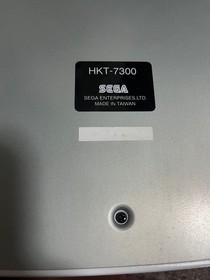 HKT-7300
SEGA
SEGA ENTERPRISES,LTD.
MADE IN TAIWAN